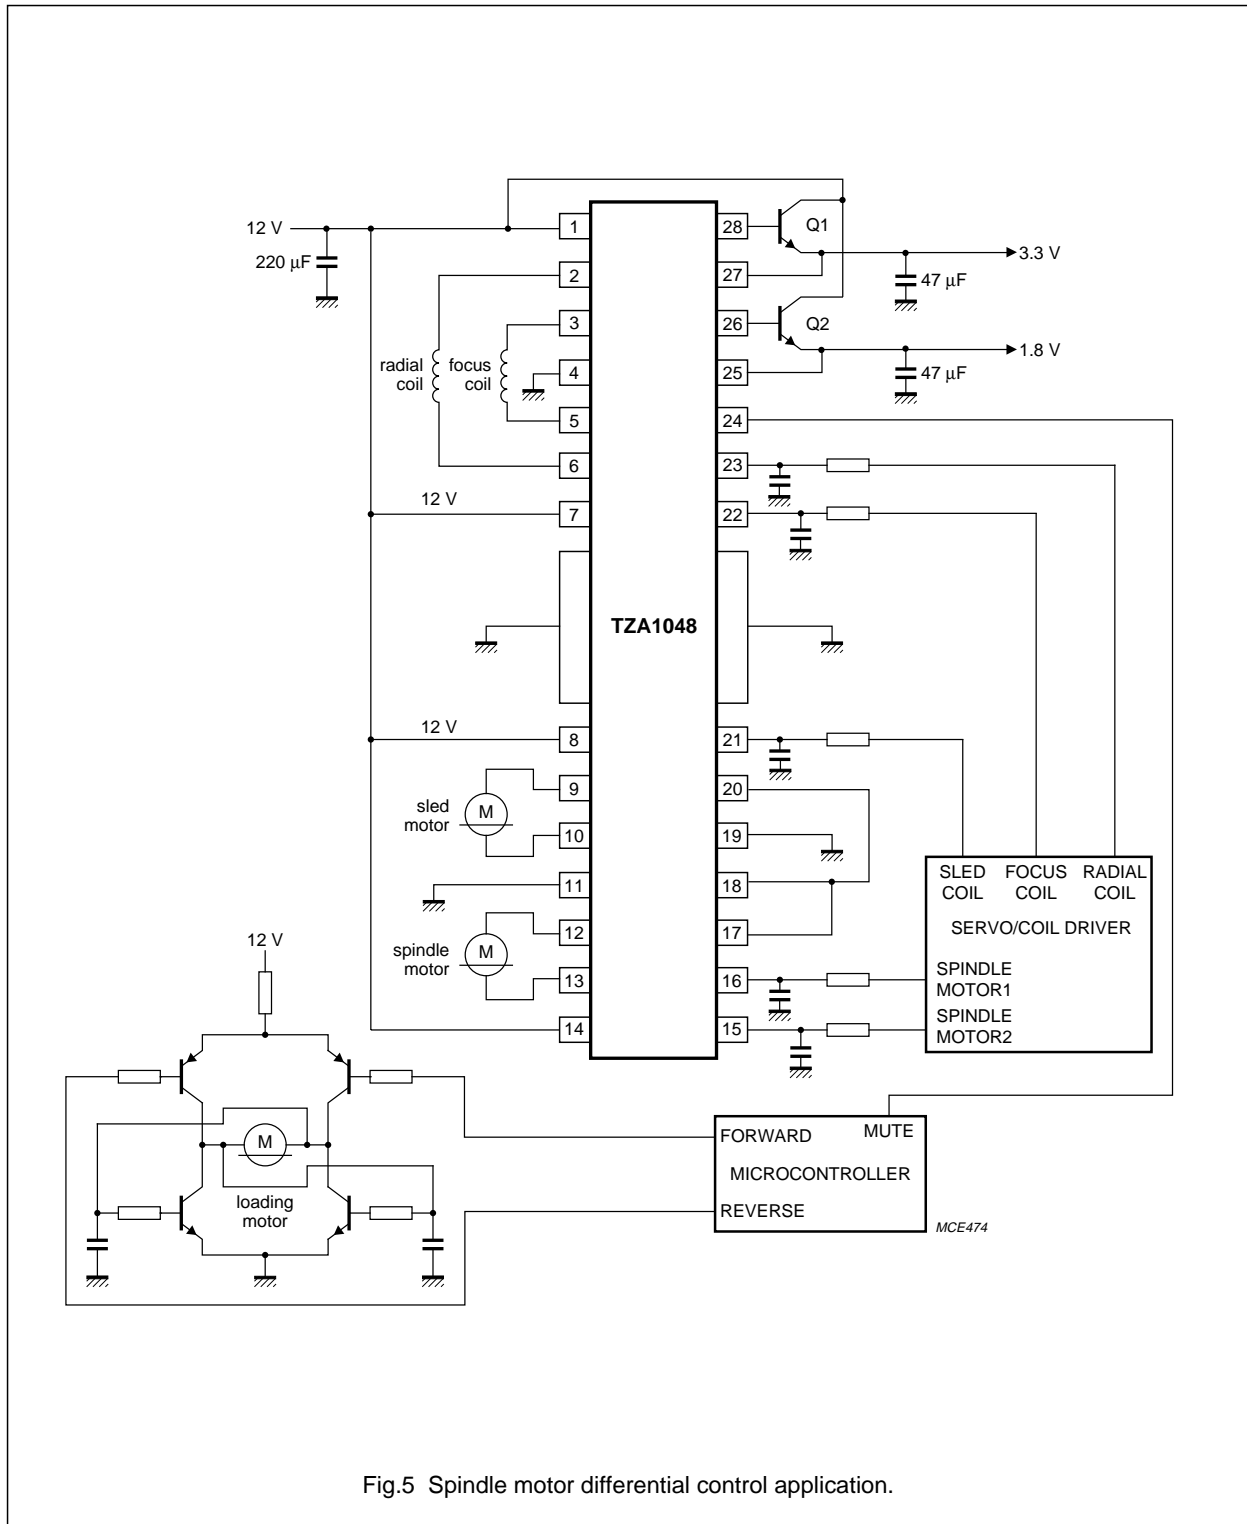 12 V
220 µF
1
2
3
4
5
6
7
8
9
10
11
12
13
14
radial
coil
focus
coil
12 V
12 V
sled
motor
spindle
motor
TZA1048
28
27
26
25
24
23
22
21
20
19
18
17
16
15
Q1
3.3 V
47 µF
Q2
1.8 V
47 µF
SLED
COIL
FOCUS
COIL
RADIAL
COIL
SERVO/COIL DRIVER
SPINDLE
MOTOR1
SPINDLE
MOTOR2
12 V
M
M
M
loading
motor
FORWARD
MUTE
MICROCONTROLLER
REVERSE
MCE474
Fig.5 Spindle motor differential control application.